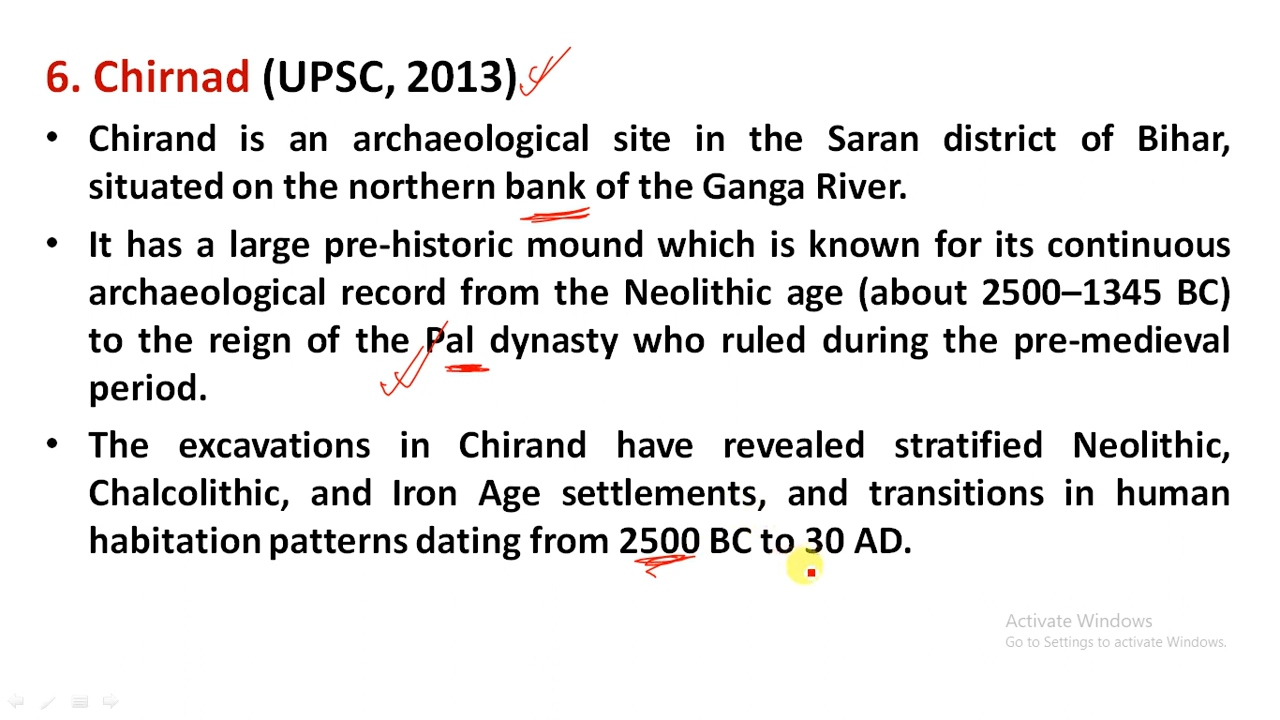 6. Chirnad (UPSC, 2013)
• Chirand is an archaeological site in the Saran district of Bihar,
situated on the northern bank of the Ganga River.
• It has a large pre-historic mound which is known for its continuous
archaeological record from the Neolithic age (about 2500–1345 BC)
to the reign of the Pal dynasty who ruled during the pre-medieval
period.
• The excavations in Chirand have revealed stratified Neolithic,
Chalcolithic, and Iron Age settlements, and transitions in human
habitation patterns dating from 2500 BC to 30 AD.
Activate Windows
Go to Settings to activate Windows.